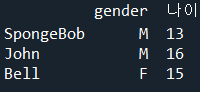 gender 나이
SpongeBob M 13
John M 16
Bell F 15